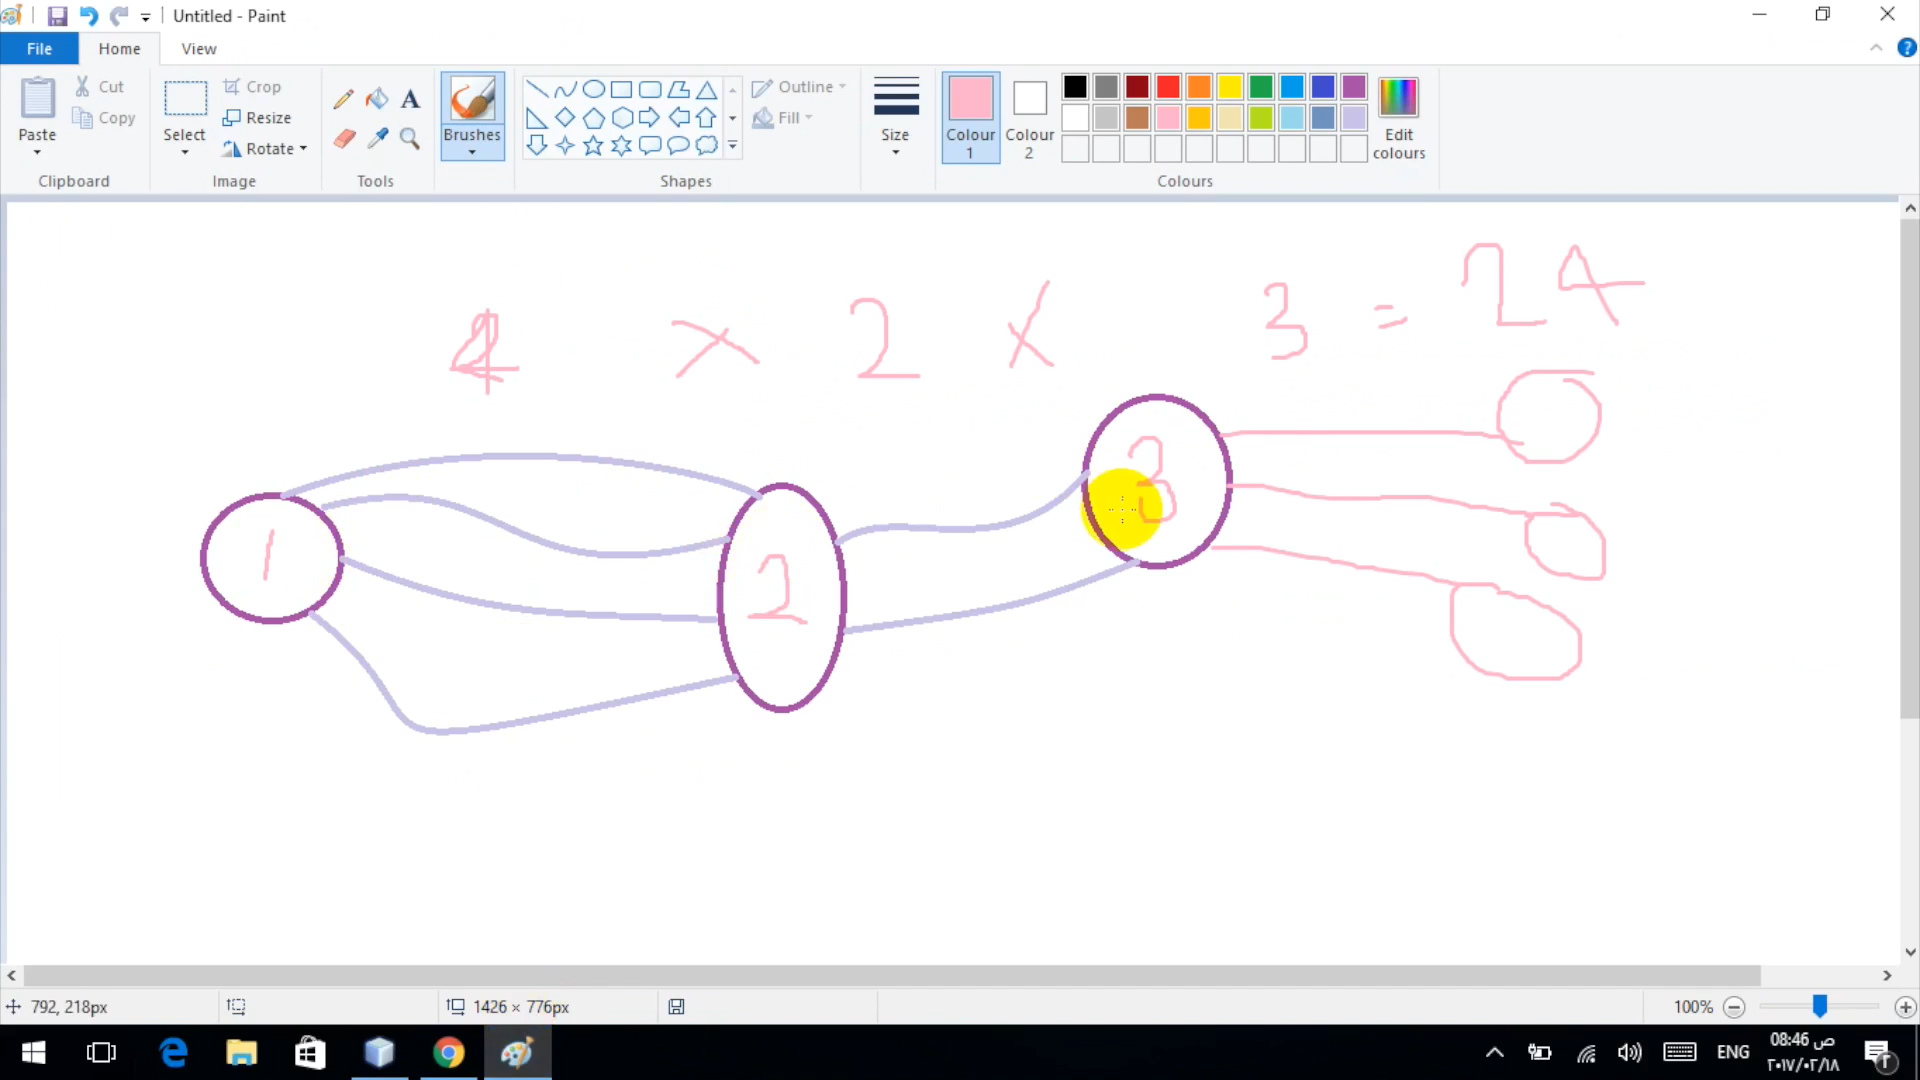 Untitled - Paint
File Home View
Paste
Cut
Copy
Clipboard
Select
Crop
Resize
Rotate
Image
Tools
Brushes
Shapes
Outline
Fill
Size
Colour 1
Colour 2
Edit colours
Colours
4 × 2 × 3 = 24
1
2
3
792, 218px
1426 × 776px
100%
ENG
08:46 ص
٢٠١٧/٠٢/١٨
٢